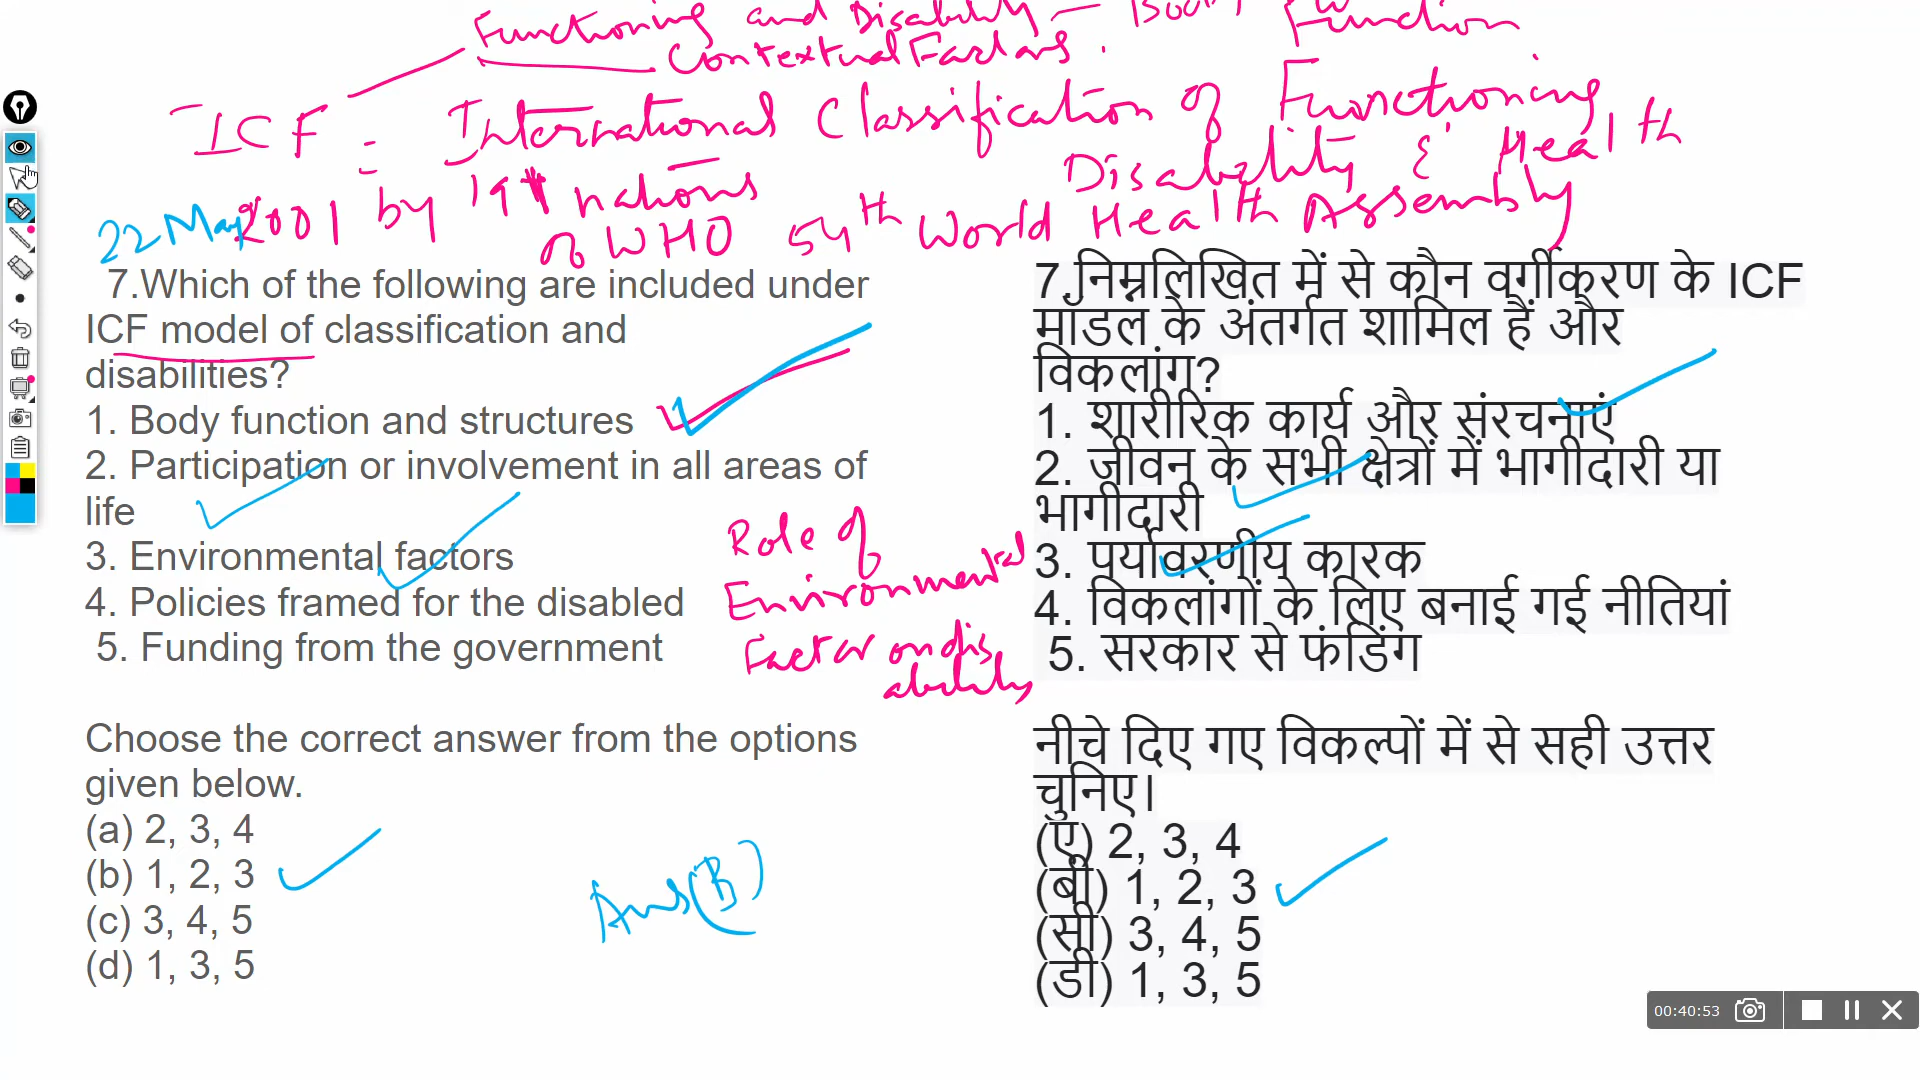 Functioning and Disability — Body Function
Contextual Factors.
ICF = International Classification of Functioning
Disability & Health
22 May 2001 by 191 nations
of WHO 54th World Health Assembly
7.Which of the following are included under
ICF model of classification and
disabilities?
1. Body function and structures
2. Participation or involvement in all areas of
life
3. Environmental factors
4. Policies framed for the disabled
5. Funding from the government
Role of
Environmental
Factor on dis
ability
Choose the correct answer from the options
given below.
(a) 2, 3, 4
(b) 1, 2, 3
(c) 3, 4, 5
(d) 1, 3, 5
Ans(B)
7.निम्नलिखित में से कौन वर्गीकरण के ICF
मॉडल के अंतर्गत शामिल हैं और
विकलांग?
1. शारीरिक कार्य और संरचनाएं
2. जीवन के सभी क्षेत्रों में भागीदारी या
भागीदारी
3. पर्यावरणीय कारक
4. विकलांगों के लिए बनाई गई नीतियां
5. सरकार से फंडिंग
नीचे दिए गए विकल्पों में से सही उत्तर
चुनिए।
(ए) 2, 3, 4
(बी) 1, 2, 3
(सी) 3, 4, 5
(डी) 1, 3, 5
00:40:53